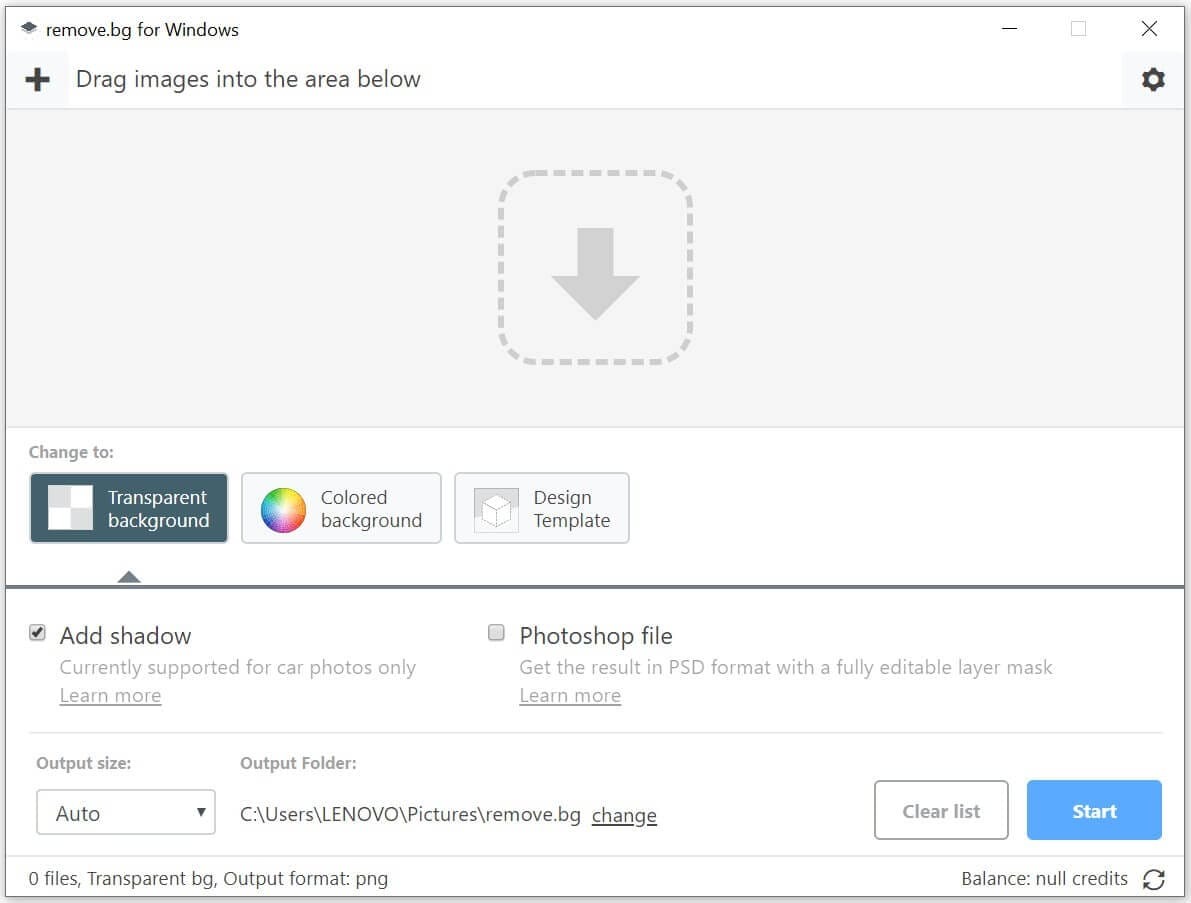 remove.bg for Windows
Drag images into the area below
Change to:
Transparent
background
Colored
background
Design
Template
Add shadow
Currently supported for car photos only
Learn more
Photoshop file
Get the result in PSD format with a fully editable layer mask
Learn more
Output size:
Auto
Output Folder:
C:\Users\LENOVO\Pictures\remove.bg change
Clear list
Start
0 files, Transparent bg, Output format: png
Balance: null credits